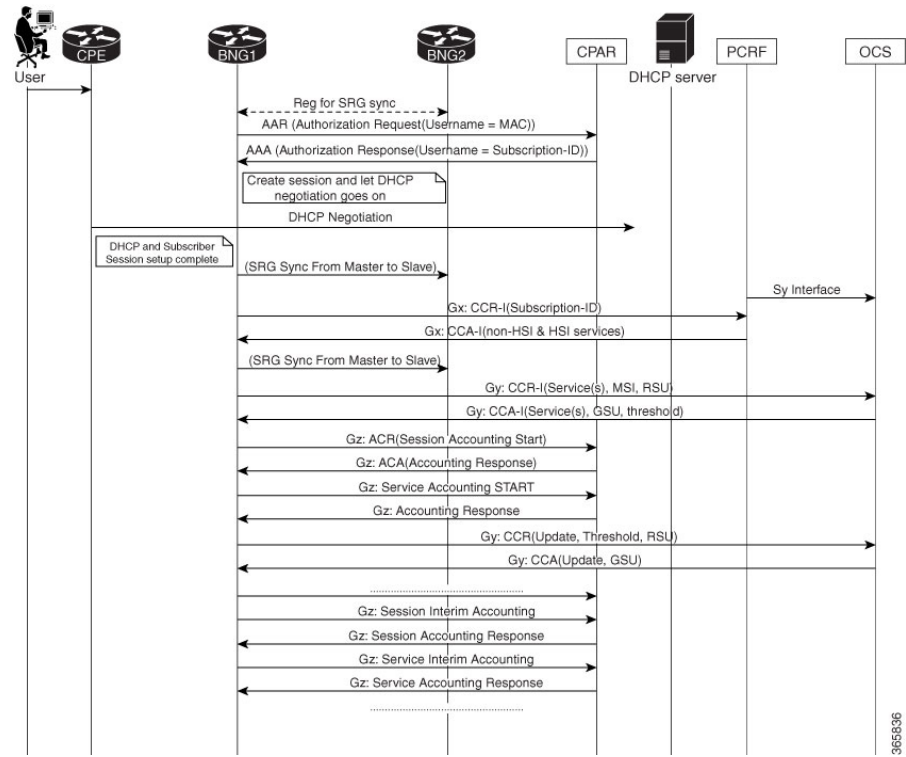 CPE
BNG1
BNG2
CPAR
PCRF
OCS
User
DHCP server
Reg for SRG sync
AAR (Authorization Request(Username = MAC))
AAA (Authorization Response(Username = Subscription-ID))
Create session and let DHCP
negotiation goes on
DHCP Negotiation
DHCP and Subscriber
Session setup complete
(SRG Sync From Master to Slave)
Sy Interface
Gx: CCR-I(Subscription-ID)
Gx: CCA-I(non-HSI & HSI services)
(SRG Sync From Master to Slave)
Gy: CCR-I(Service(s), MSI, RSU)
Gy: CCA-I(Service(s), GSU, threshold)
Gz: ACR(Session Accounting Start)
Gz: ACA(Accounting Response)
Gz: Service Accounting START
Gz: Accounting Response
Gy: CCR(Update, Threshold, RSU)
Gy: CCA(Update, GSU)
Gz: Session Interim Accounting
Gz: Session Accounting Response
Gz: Service Interim Accounting
Gz: Service Accounting Response
365836